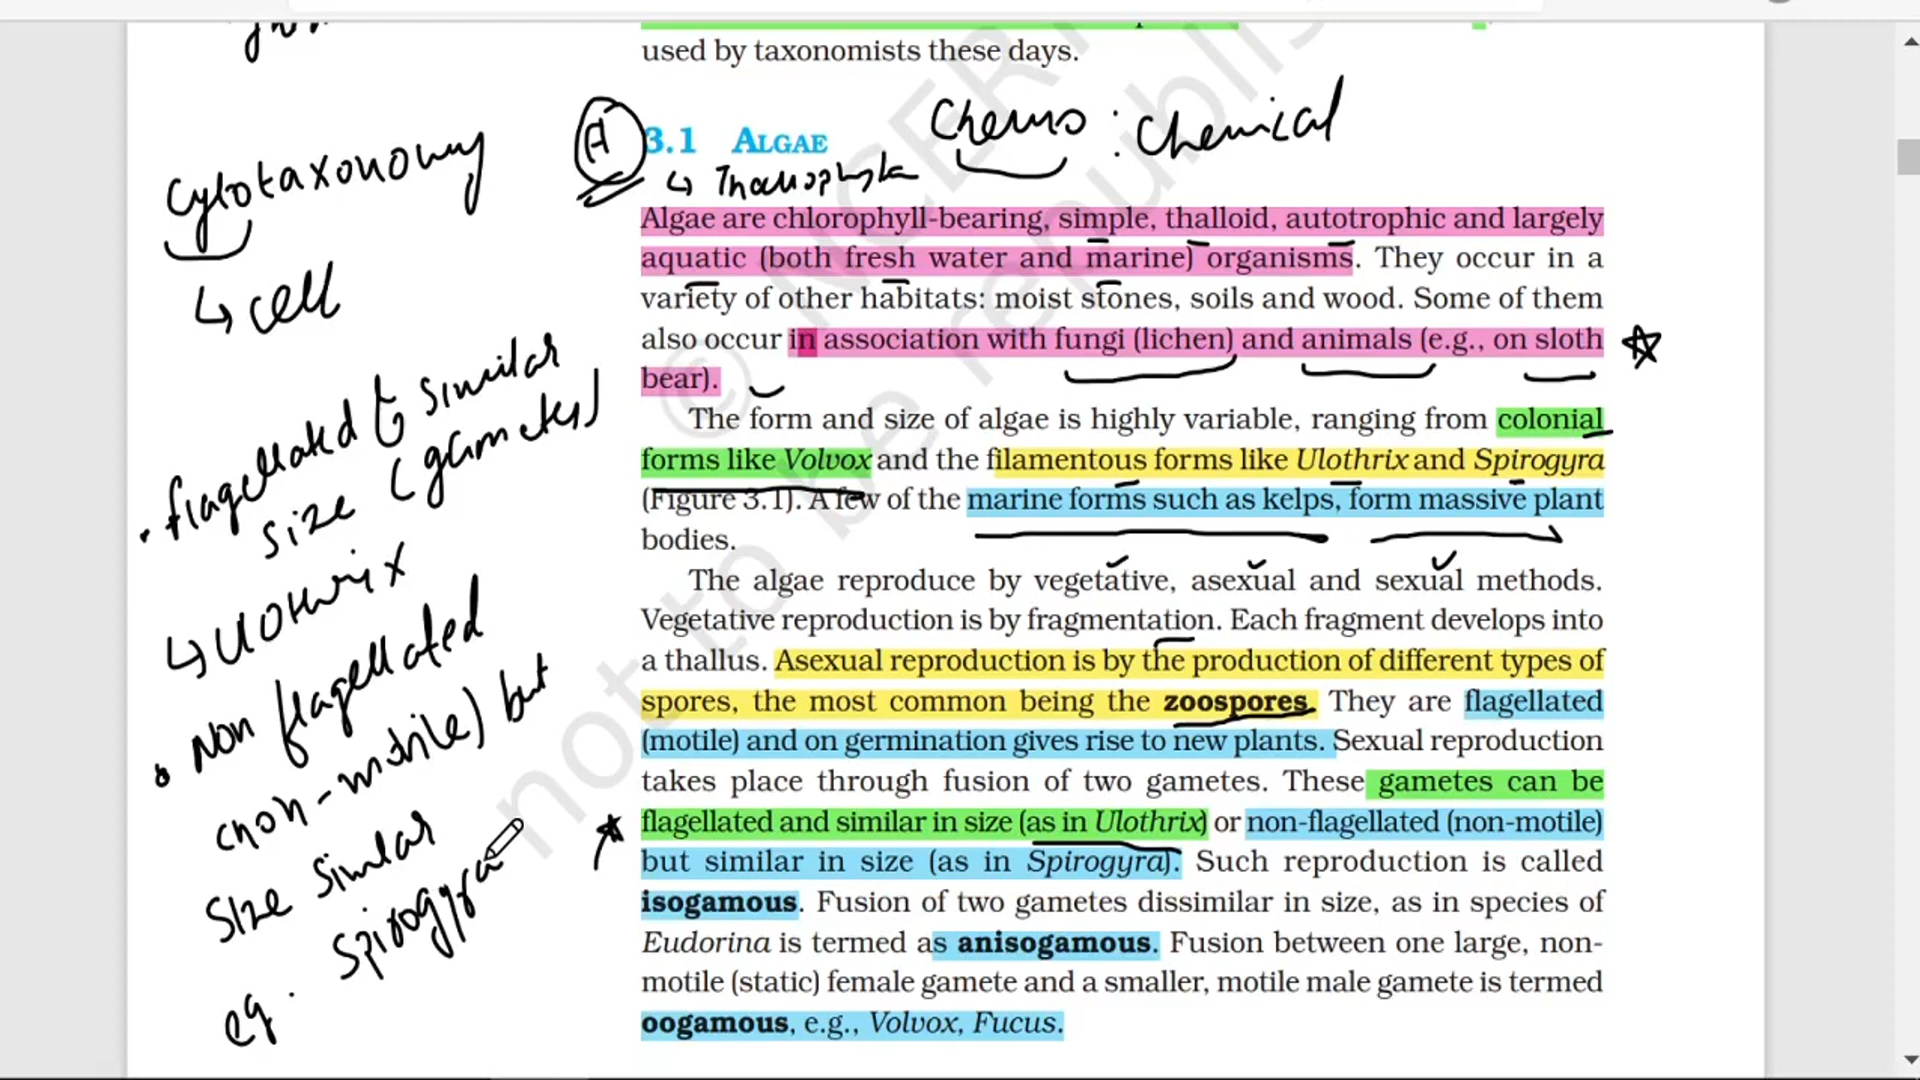 used by taxonomists these days.
Chemo : Chemical
A
3.1 ALGAE
Cytotaxonomy
↳ cell
Algae are chlorophyll-bearing, simple, thalloid, autotrophic and largely
aquatic (both fresh water and marine) organisms. They occur in a
variety of other habitats: moist stones, soils and wood. Some of them
also occur in association with fungi (lichen) and animals (e.g., on sloth
bear).
The form and size of algae is highly variable, ranging from colonial
forms like Volvox and the filamentous forms like Ulothrix and Spirogyra
(Figure 3.1). A few of the marine forms such as kelps, form massive plant
bodies.
The algae reproduce by vegetative, asexual and sexual methods.
Vegetative reproduction is by fragmentation. Each fragment develops into
a thallus. Asexual reproduction is by the production of different types of
spores, the most common being the zoospores. They are flagellated
(motile) and on germination gives rise to new plants. Sexual reproduction
takes place through fusion of two gametes. These gametes can be
flagellated and similar in size (as in Ulothrix) or non-flagellated (non-motile)
but similar in size (as in Spirogyra). Such reproduction is called
isogamous. Fusion of two gametes dissimilar in size, as in species of
Eudorina is termed as anisogamous. Fusion between one large, non-
motile (static) female gamete and a smaller, motile male gamete is termed
oogamous, e.g., Volvox, Fucus.
• flagellated & similar
size (gametes)
↳ Ulothrix
• Non flagellated
(non-motile) but
Size Similar
eg. Spirogyra
© NCERT
not to be republis